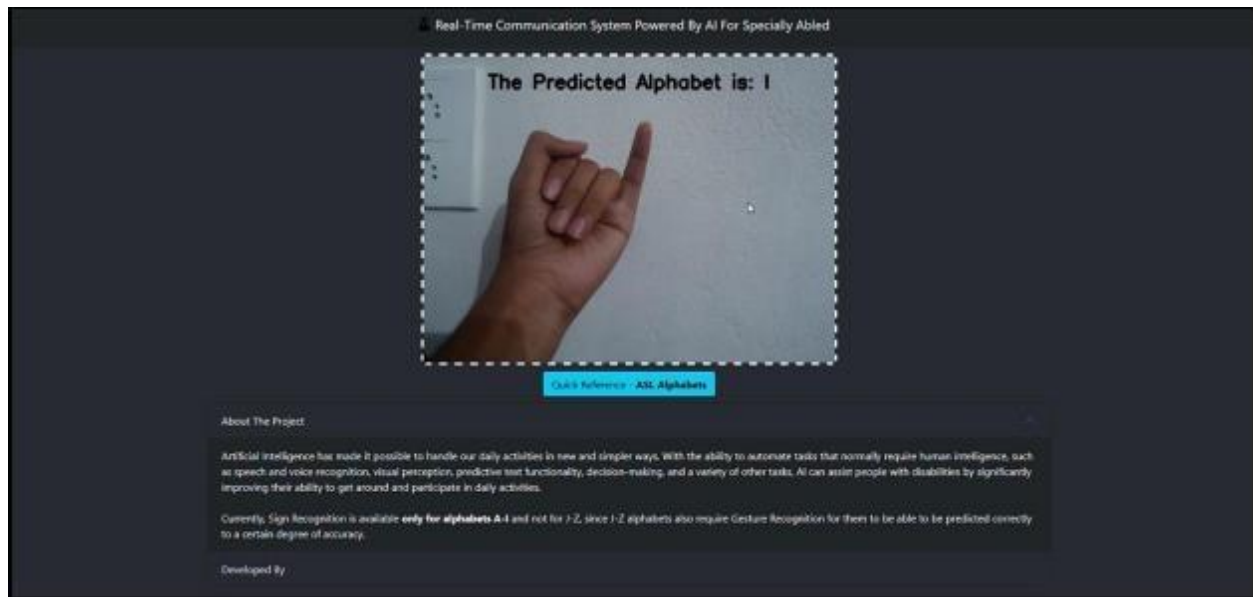 Real-Time Communication System Powered By AI For Specially Abled
The Predicted Alphabet is: I
Quick Reference - ASL Alphabets
About The Project
Artificial Intelligence has made it possible to handle our daily activities in new and simpler ways. With the ability to automate tasks that normally require human intelligence, such
as speech and voice recognition, visual perception, predictive text functionality, decision-making, and a variety of other tasks, AI can assist people with disabilities by significantly
improving their ability to get around and participate in daily activities.
Currently, Sign Recognition is available only for alphabets A-I and not for J-Z, since J-Z alphabets also require Gesture Recognition for them to be able to be predicted correctly
to a certain degree of accuracy.
Developed By